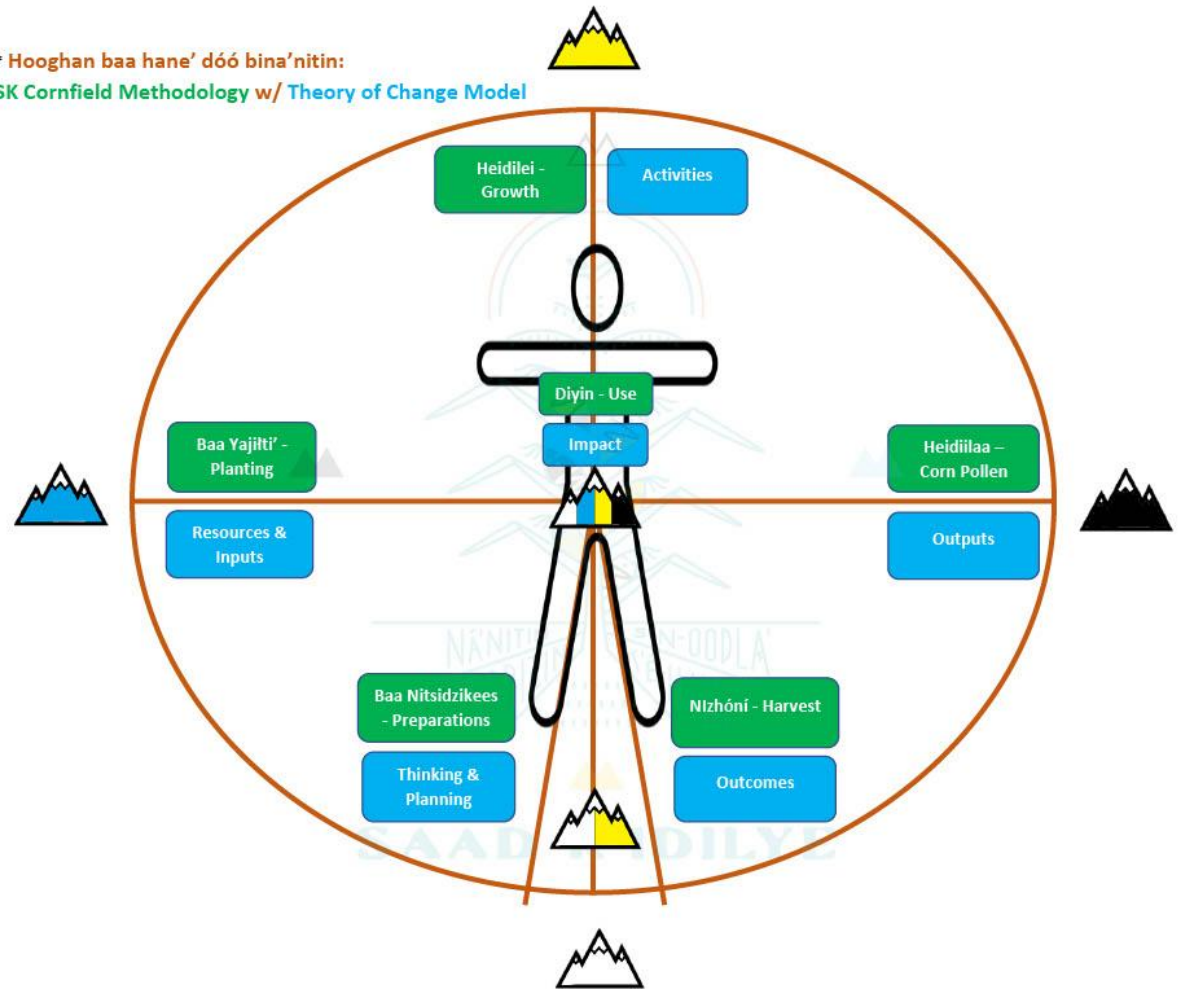 * Hooghan baa hane’ dóó bina’nitin:
SK Cornfield Methodology w/ Theory of Change Model
Heidilei -
Growth
Activities
Diyin - Use
Impact
Baa Yajiłti’ -
Planting
Resources &
Inputs
Heidiilaa –
Corn Pollen
Outputs
Baa Nitsidzikees
- Preparations
Thinking &
Planning
NIzhóní - Harvest
Outcomes
SAAD